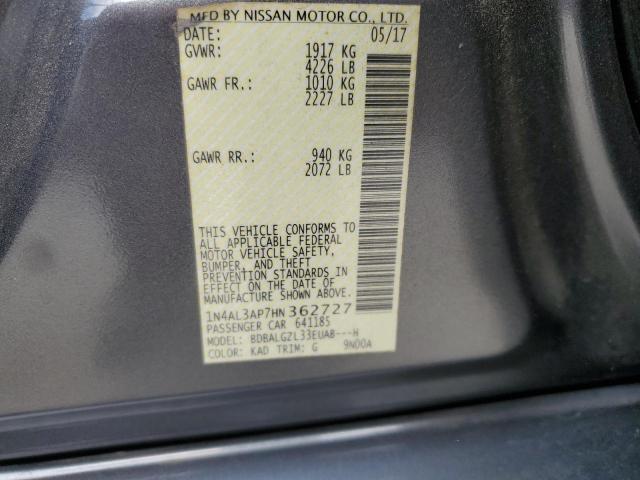 MFD BY NISSAN MOTOR CO., LTD.
DATE: 05/17
GVWR: 1917 KG
4226 LB
GAWR FR.: 1010 KG
2227 LB
GAWR RR.: 940 KG
2072 LB
THIS VEHICLE CONFORMS TO
ALL APPLICABLE FEDERAL
MOTOR VEHICLE SAFETY,
BUMPER, AND THEFT
PREVENTION STANDARDS IN
EFFECT ON THE DATE OF
MANUFACTURE SHOWN ABOVE.
1N4AL3AP7HN362727
PASSENGER CAR 641185
MODEL: BDBALGZL33EUA8---H
COLOR: KAD TRIM: G 9N00A